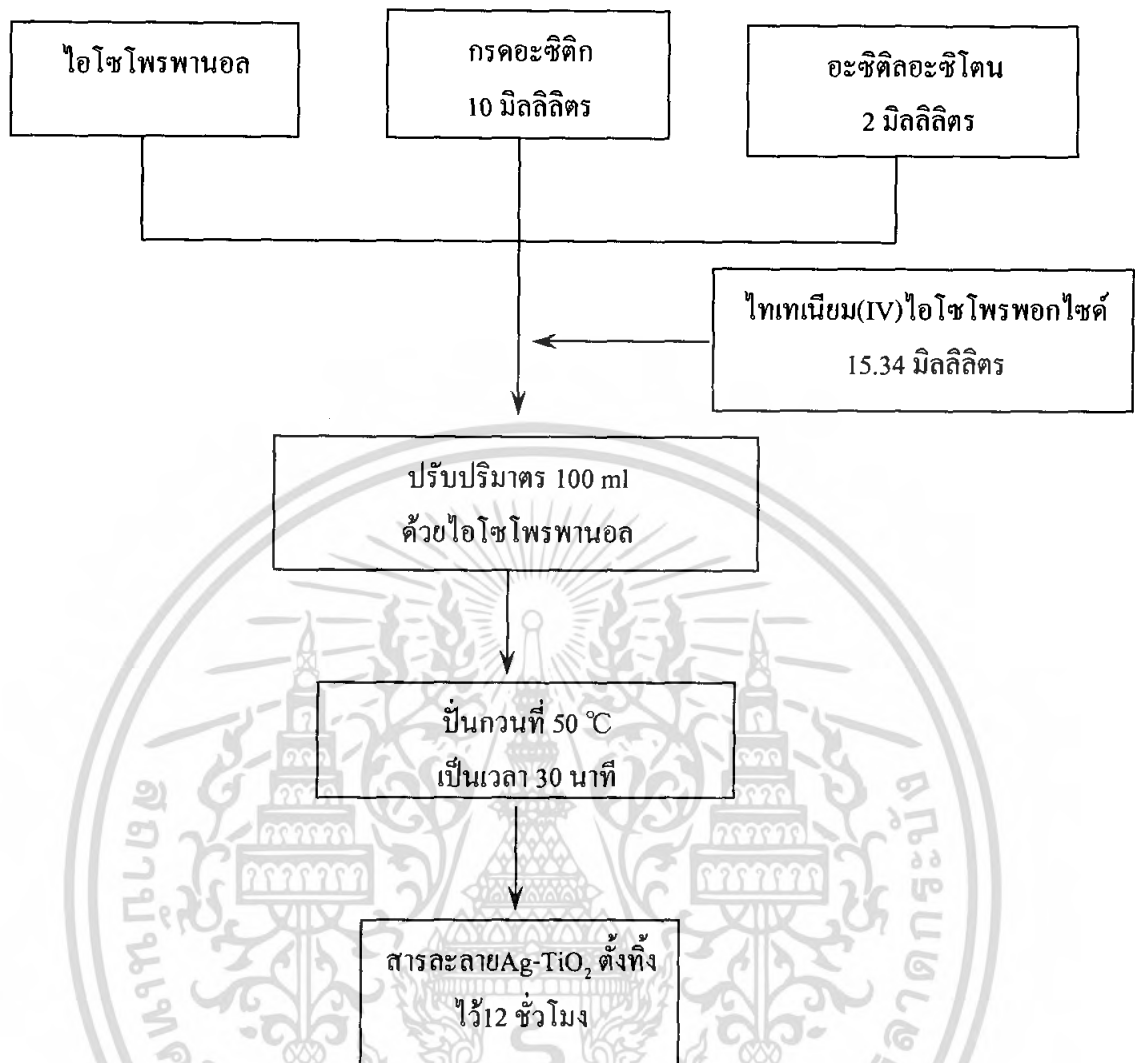 ไอโซโพรพานอล
กรดอะซิติก
10 มิลลิลิตร
อะซิติลอะซิโตน
2 มิลลิลิตร
ไทเทเนียม(IV)ไอโซโพรพอกไซด์
15.34 มิลลิลิตร
ปรับปริมาตร 100 ml
ด้วยไอโซโพรพานอล
ปั่นกวนที่ 50 ℃
เป็นเวลา 30 นาที
สารละลายAg-TiO₂ ตั้งทิ้ง
ไว้12 ชั่วโมง